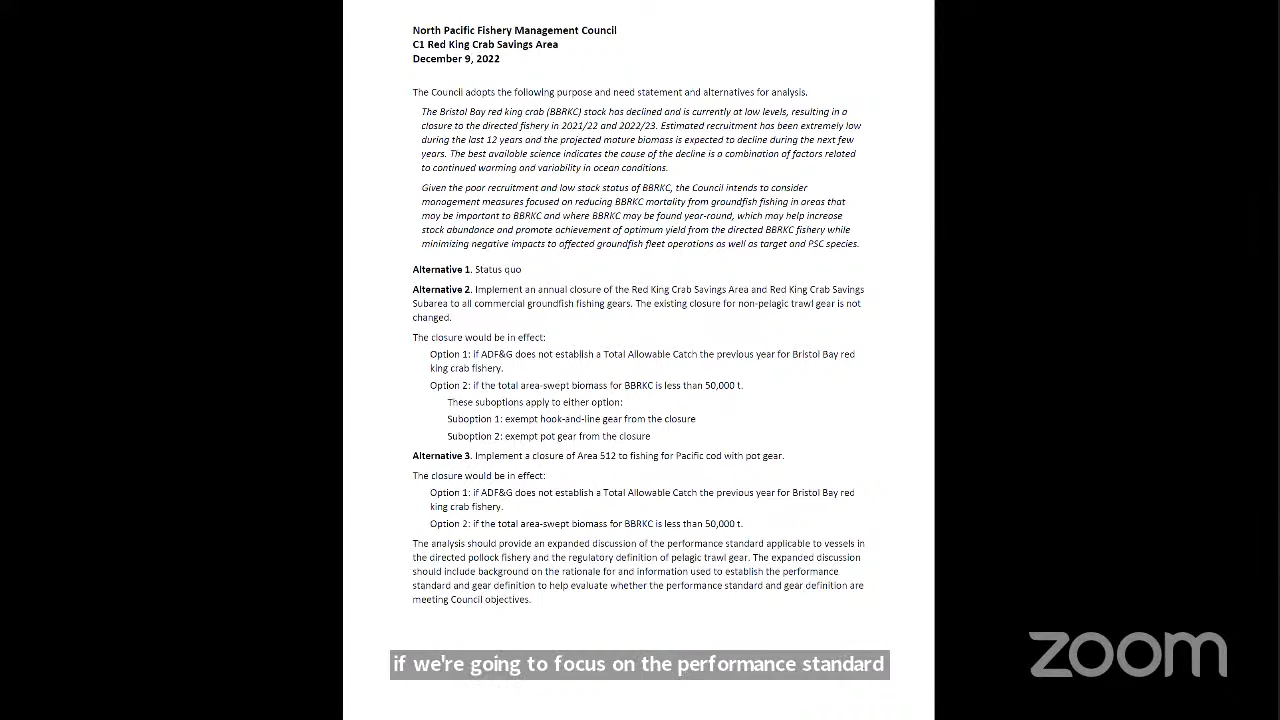 North Pacific Fishery Management Council
C1 Red King Crab Savings Area
December 9, 2022
The Council adopts the following purpose and need statement and alternatives for analysis.
The Bristol Bay red king crab (BBRKC) stock has declined and is currently at low levels, resulting in a
closure to the directed fishery in 2021/22 and 2022/23. Estimated recruitment has been extremely low
during the last 12 years and the projected mature biomass is expected to decline during the next few
years. The best available science indicates the cause of the decline is a combination of factors related
to continued warming and variability in ocean conditions.
Given the poor recruitment and low stock status of BBRKC, the Council intends to consider
management measures focused on reducing BBRKC mortality from groundfish fishing in areas that
may be important to BBRKC and where BBRKC may be found year-round, which may help increase
stock abundance and promote achievement of optimum yield from the directed BBRKC fishery while
minimizing negative impacts to affected groundfish fleet operations as well as target and PSC species.
Alternative 1. Status quo
Alternative 2. Implement an annual closure of the Red King Crab Savings Area and Red King Crab Savings
Subarea to all commercial groundfish fishing gears. The existing closure for non-pelagic trawl gear is not
changed.
The closure would be in effect:
Option 1: if ADF&G does not establish a Total Allowable Catch the previous year for Bristol Bay red
king crab fishery.
Option 2: if the total area-swept biomass for BBRKC is less than 50,000 t.
These suboptions apply to either option:
Suboption 1: exempt hook-and-line gear from the closure
Suboption 2: exempt pot gear from the closure
Alternative 3. Implement a closure of Area 512 to fishing for Pacific cod with pot gear.
The closure would be in effect:
Option 1: if ADF&G does not establish a Total Allowable Catch the previous year for Bristol Bay red
king crab fishery.
Option 2: if the total area-swept biomass for BBRKC is less than 50,000 t.
The analysis should provide an expanded discussion of the performance standard applicable to vessels in
the directed pollock fishery and the regulatory definition of pelagic trawl gear. The expanded discussion
should include background on the rationale for and information used to establish the performance
standard and gear definition to help evaluate whether the performance standard and gear definition are
meeting Council objectives.
if we're going to focus on the performance standard
zoom